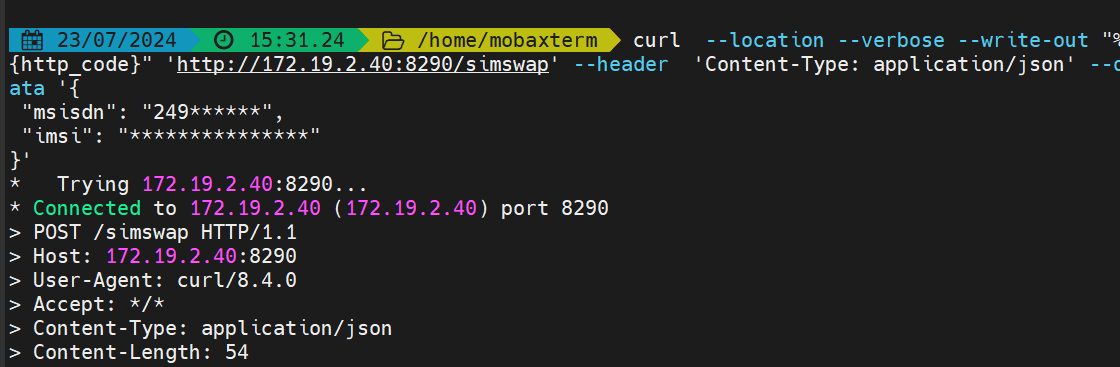 23/07/2024 15:31.24 /home/mobaxterm curl --location --verbose --write-out "%
{http_code}" 'http://172.19.2.40:8290/simswap' --header 'Content-Type: application/json' --d
ata '{
"msisdn": "249******",
"imsi": "***************"
}'
* Trying 172.19.2.40:8290...
* Connected to 172.19.2.40 (172.19.2.40) port 8290
> POST /simswap HTTP/1.1
> Host: 172.19.2.40:8290
> User-Agent: curl/8.4.0
> Accept: */*
> Content-Type: application/json
> Content-Length: 54